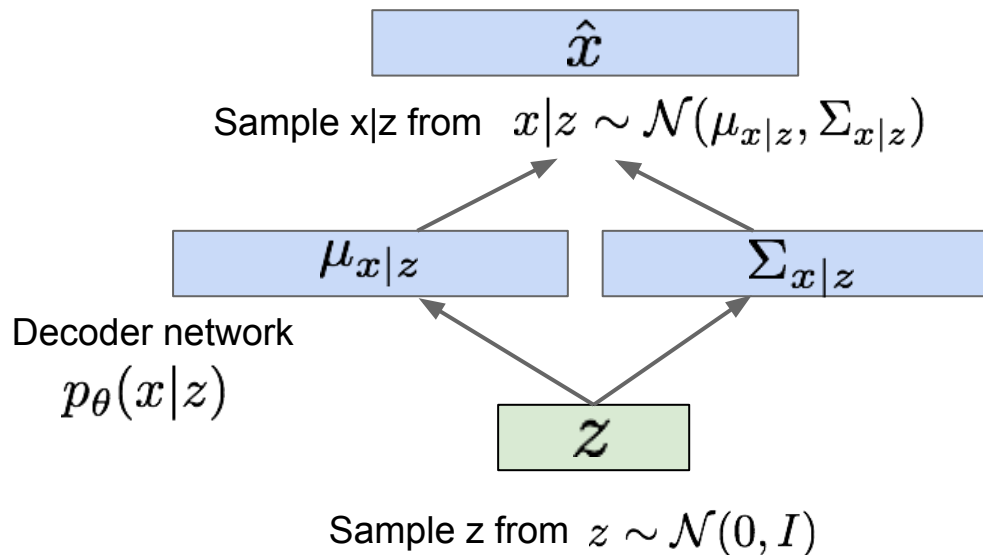 x̂
Sample x|z from x|z ∼ 𝒩(μ_{x|z}, Σ_{x|z})
μ_{x|z}
Σ_{x|z}
Decoder network
p_θ(x|z)
z
Sample z from z ∼ 𝒩(0, I)